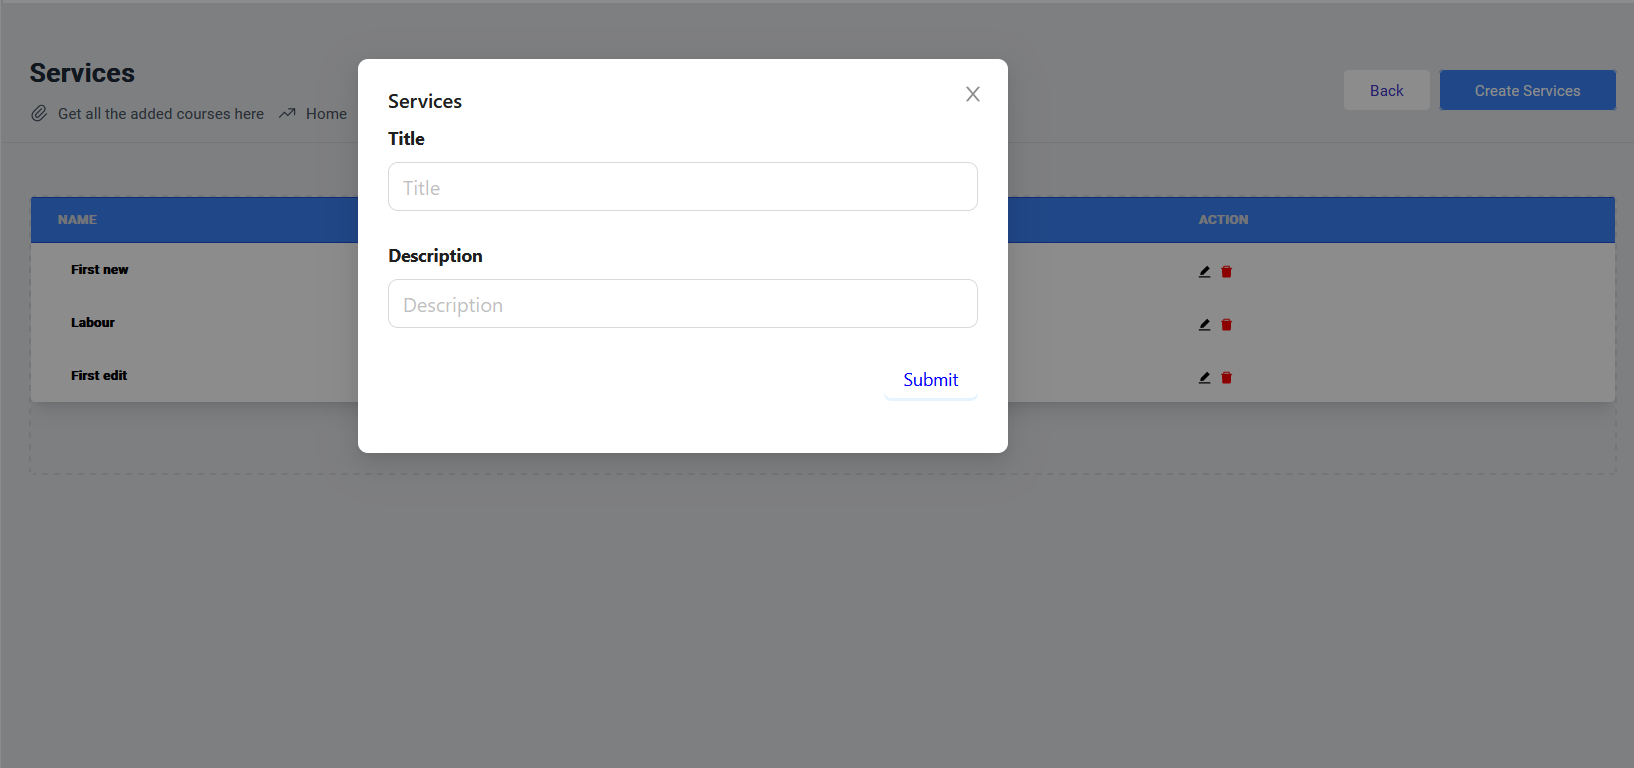 Services
Get all the added courses here Home
Back Create Services
Services
Title
Title
Description
Description
Submit
NAME ACTION
First new
Labour
First edit